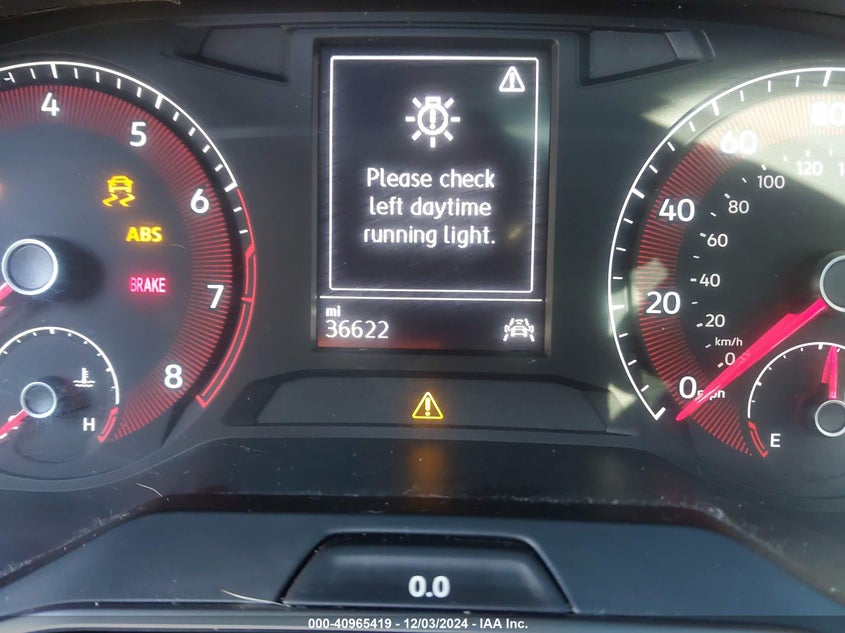 4
5
6
7
8
ABS
BRAKE
H
Please check
left daytime
running light.
mi
36622
80
60
40
20
0
120
100
80
60
40
20
0
km/h
E
0.0
000-40965419 - 12/03/2024 - IAA Inc.